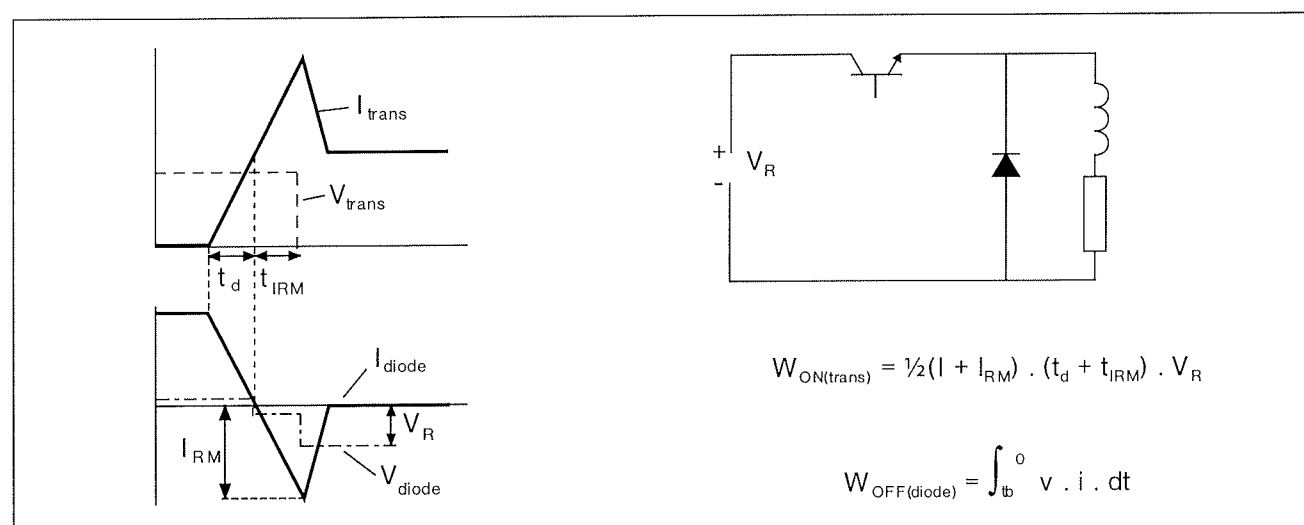 I trans
V trans
t d t IRM
I diode
V R
I RM
V diode
+
V R
-
W ON(trans) = ½(I + I RM) . (t d + t IRM) . V R
W OFF(diode) = ∫ tb 0 v . i . dt